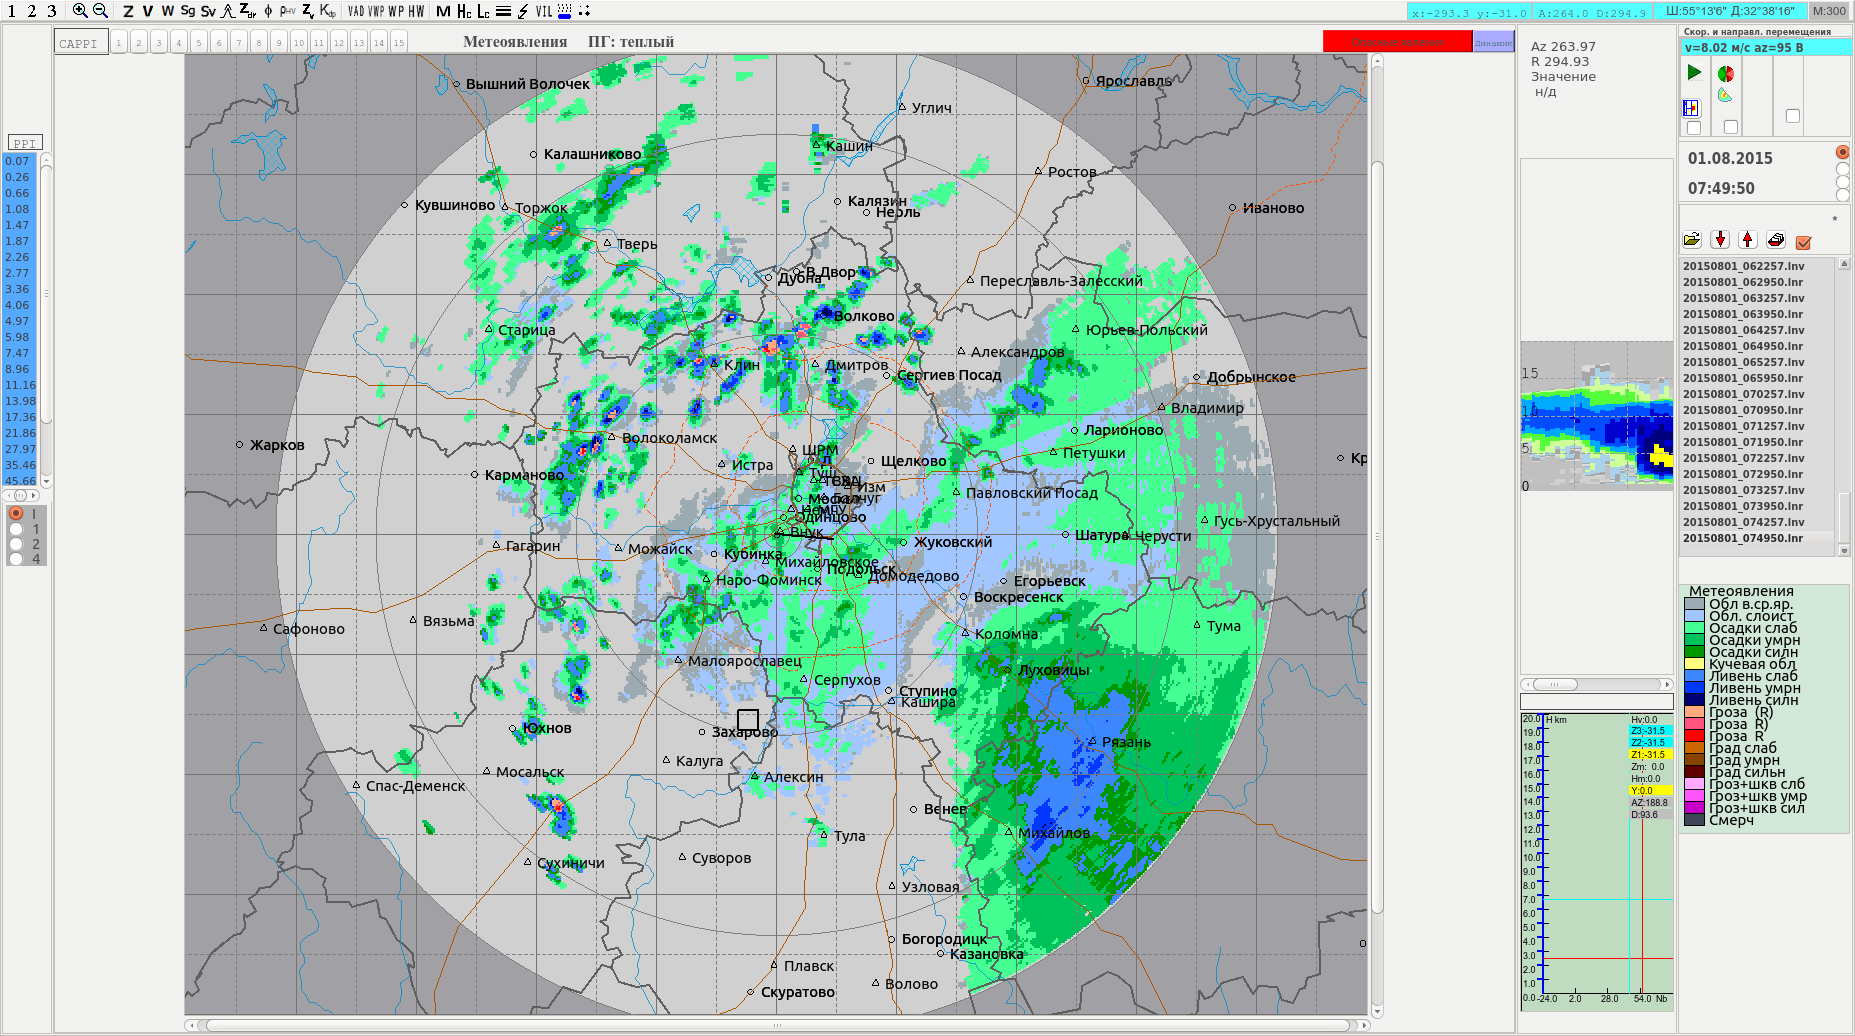 1 2 3 Z V W Sg Sv Zdr φ ρHV Zv Kdp VAD VWP WP HW M Hc Lc VIL
x:-293.3 y:-31.0 A:264.0 D:294.9 Ш:55°13'6" Д:32°38'16" М:300
CAPPI 1 2 3 4 5 6 7 8 9 10 11 12 13 14 15 Метеоявления ПГ: теплый
PPI
0.07
0.26
0.66
1.08
1.47
1.87
2.26
2.77
3.36
4.06
4.97
5.98
7.47
8.96
11.16
13.98
17.36
21.86
27.97
35.46
45.66
I
1
2
4
Вышний Волочек
Ярославль
Углич
Кашин
Калашниково
Ростов
Кувшиново
Торжок
Калязин
Нерль
Иваново
Тверь
В.Двор
Дубна
Переславль-Залесский
Волково
Старица
Юрьев-Польский
Александров
Клин
Дмитров
Сергиев Посад
Добрынское
Владимир
Волоколамск
Ларионово
Жарков
ШРМ
Петушки
Щелково
Истра
Кр
Карманово
Изм
Павловский Посад
Одинцово
Гусь-Хрустальный
Внук
Шатура
Черусти
Гагарин
Можайск
Кубинка
Жуковский
Михайловское
Подольск
Домодедово
Наро-Фоминск
Егорьевск
Воскресенск
Вязьма
Сафоново
Тума
Коломна
Малоярославец
Луховицы
Серпухов
Ступино
Кашира
Юхнов
Захарово
Рязань
Калуга
Мосальск
Алексин
Спас-Деменск
Венев
Михайлов
Тула
Суворов
Сухиничи
Узловая
Богородицк
Казановка
Плавск
Волово
Скуратово
Az 263.97
R 294.93
Значение
н/д
15
5
0
20.0 H km
19.0
18.0
17.0
16.0
15.0
14.0
13.0
12.0
11.0
10.0
9.0
8.0
7.0
6.0
5.0
4.0
3.0
2.0
1.0
0.0 -24.0 2.0 28.0 54.0 Nb
Hv:0.0
Z3:-31.5
Z2:-31.5
Z1:-31.5
Zm: 0.0
Hm:0.0
Y:0.0
AZ:188.8
D:93.6
Скор. и направл. перемещения
v=8.02 м/с az=95 В
01.08.2015
07:49:50
*
20150801_062257.lnv
20150801_062950.lnr
20150801_063257.lnv
20150801_063950.lnr
20150801_064257.lnv
20150801_064950.lnr
20150801_065257.lnv
20150801_065950.lnr
20150801_070257.lnv
20150801_070950.lnr
20150801_071257.lnv
20150801_071950.lnr
20150801_072257.lnv
20150801_072950.lnr
20150801_073257.lnv
20150801_073950.lnr
20150801_074257.lnv
20150801_074950.lnr
Метеоявления
Обл в.ср.яр.
Обл. слоист
Осадки слаб
Осадки умрн
Осадки силн
Кучевая обл
Ливень слаб
Ливень умрн
Ливень силн
Гроза (R)
Гроза R)
Гроза R
Град слаб
Град умрн
Град сильн
Гроз+шкв слб
Гроз+шкв умр
Гроз+шкв сил
Смерч